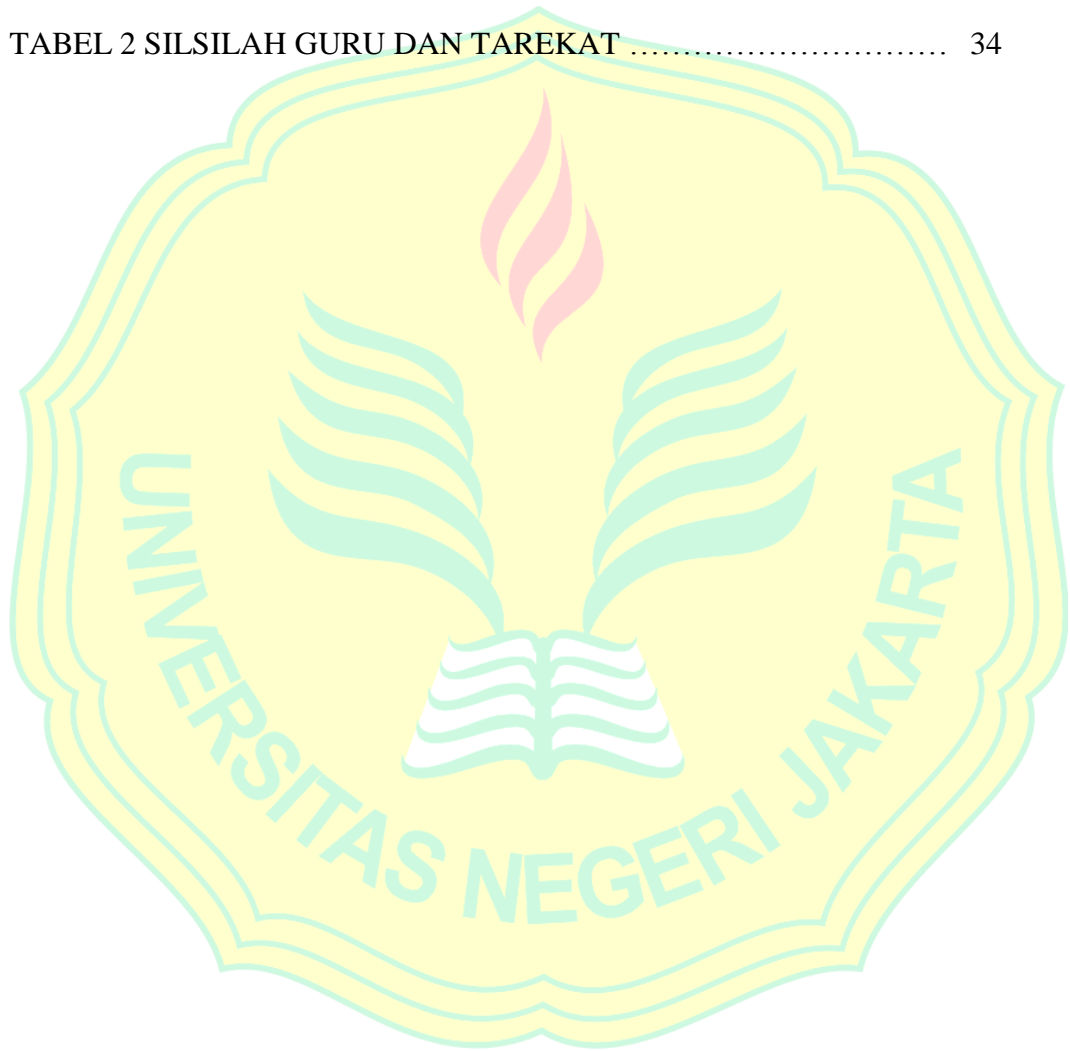 TABEL 2 SILSILAH GURU DAN TAREKAT ………………………… 34
UNIVERSITAS NEGERI JAKARTA